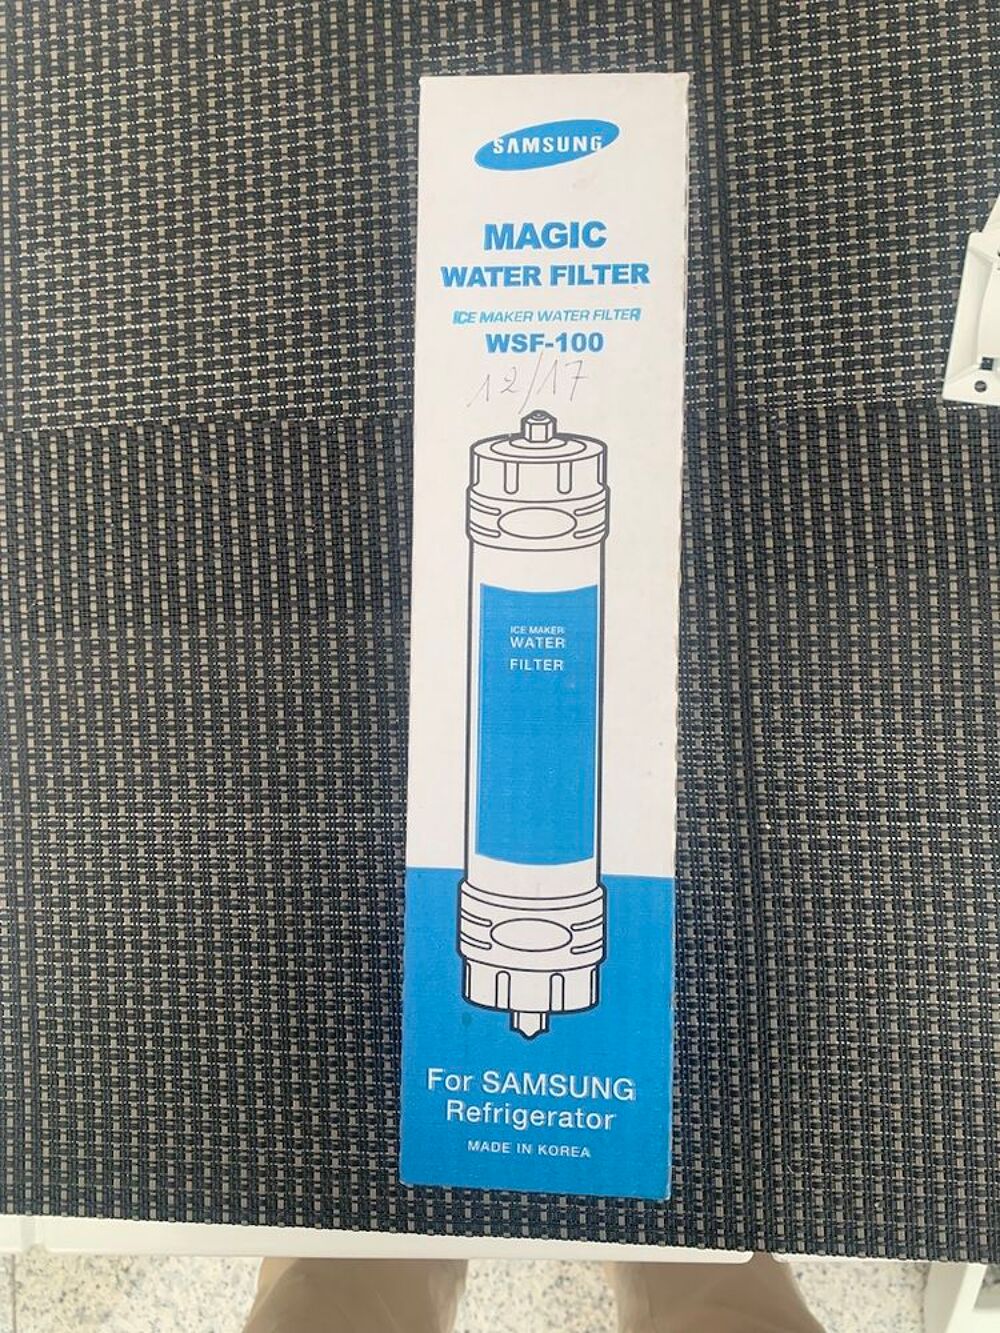 SAMSUNG
MAGIC
WATER FILTER
ICE MAKER WATER FILTER
WSF-100
12/17
ICE MAKER
WATER
FILTER
For SAMSUNG
Refrigerator
MADE IN KOREA